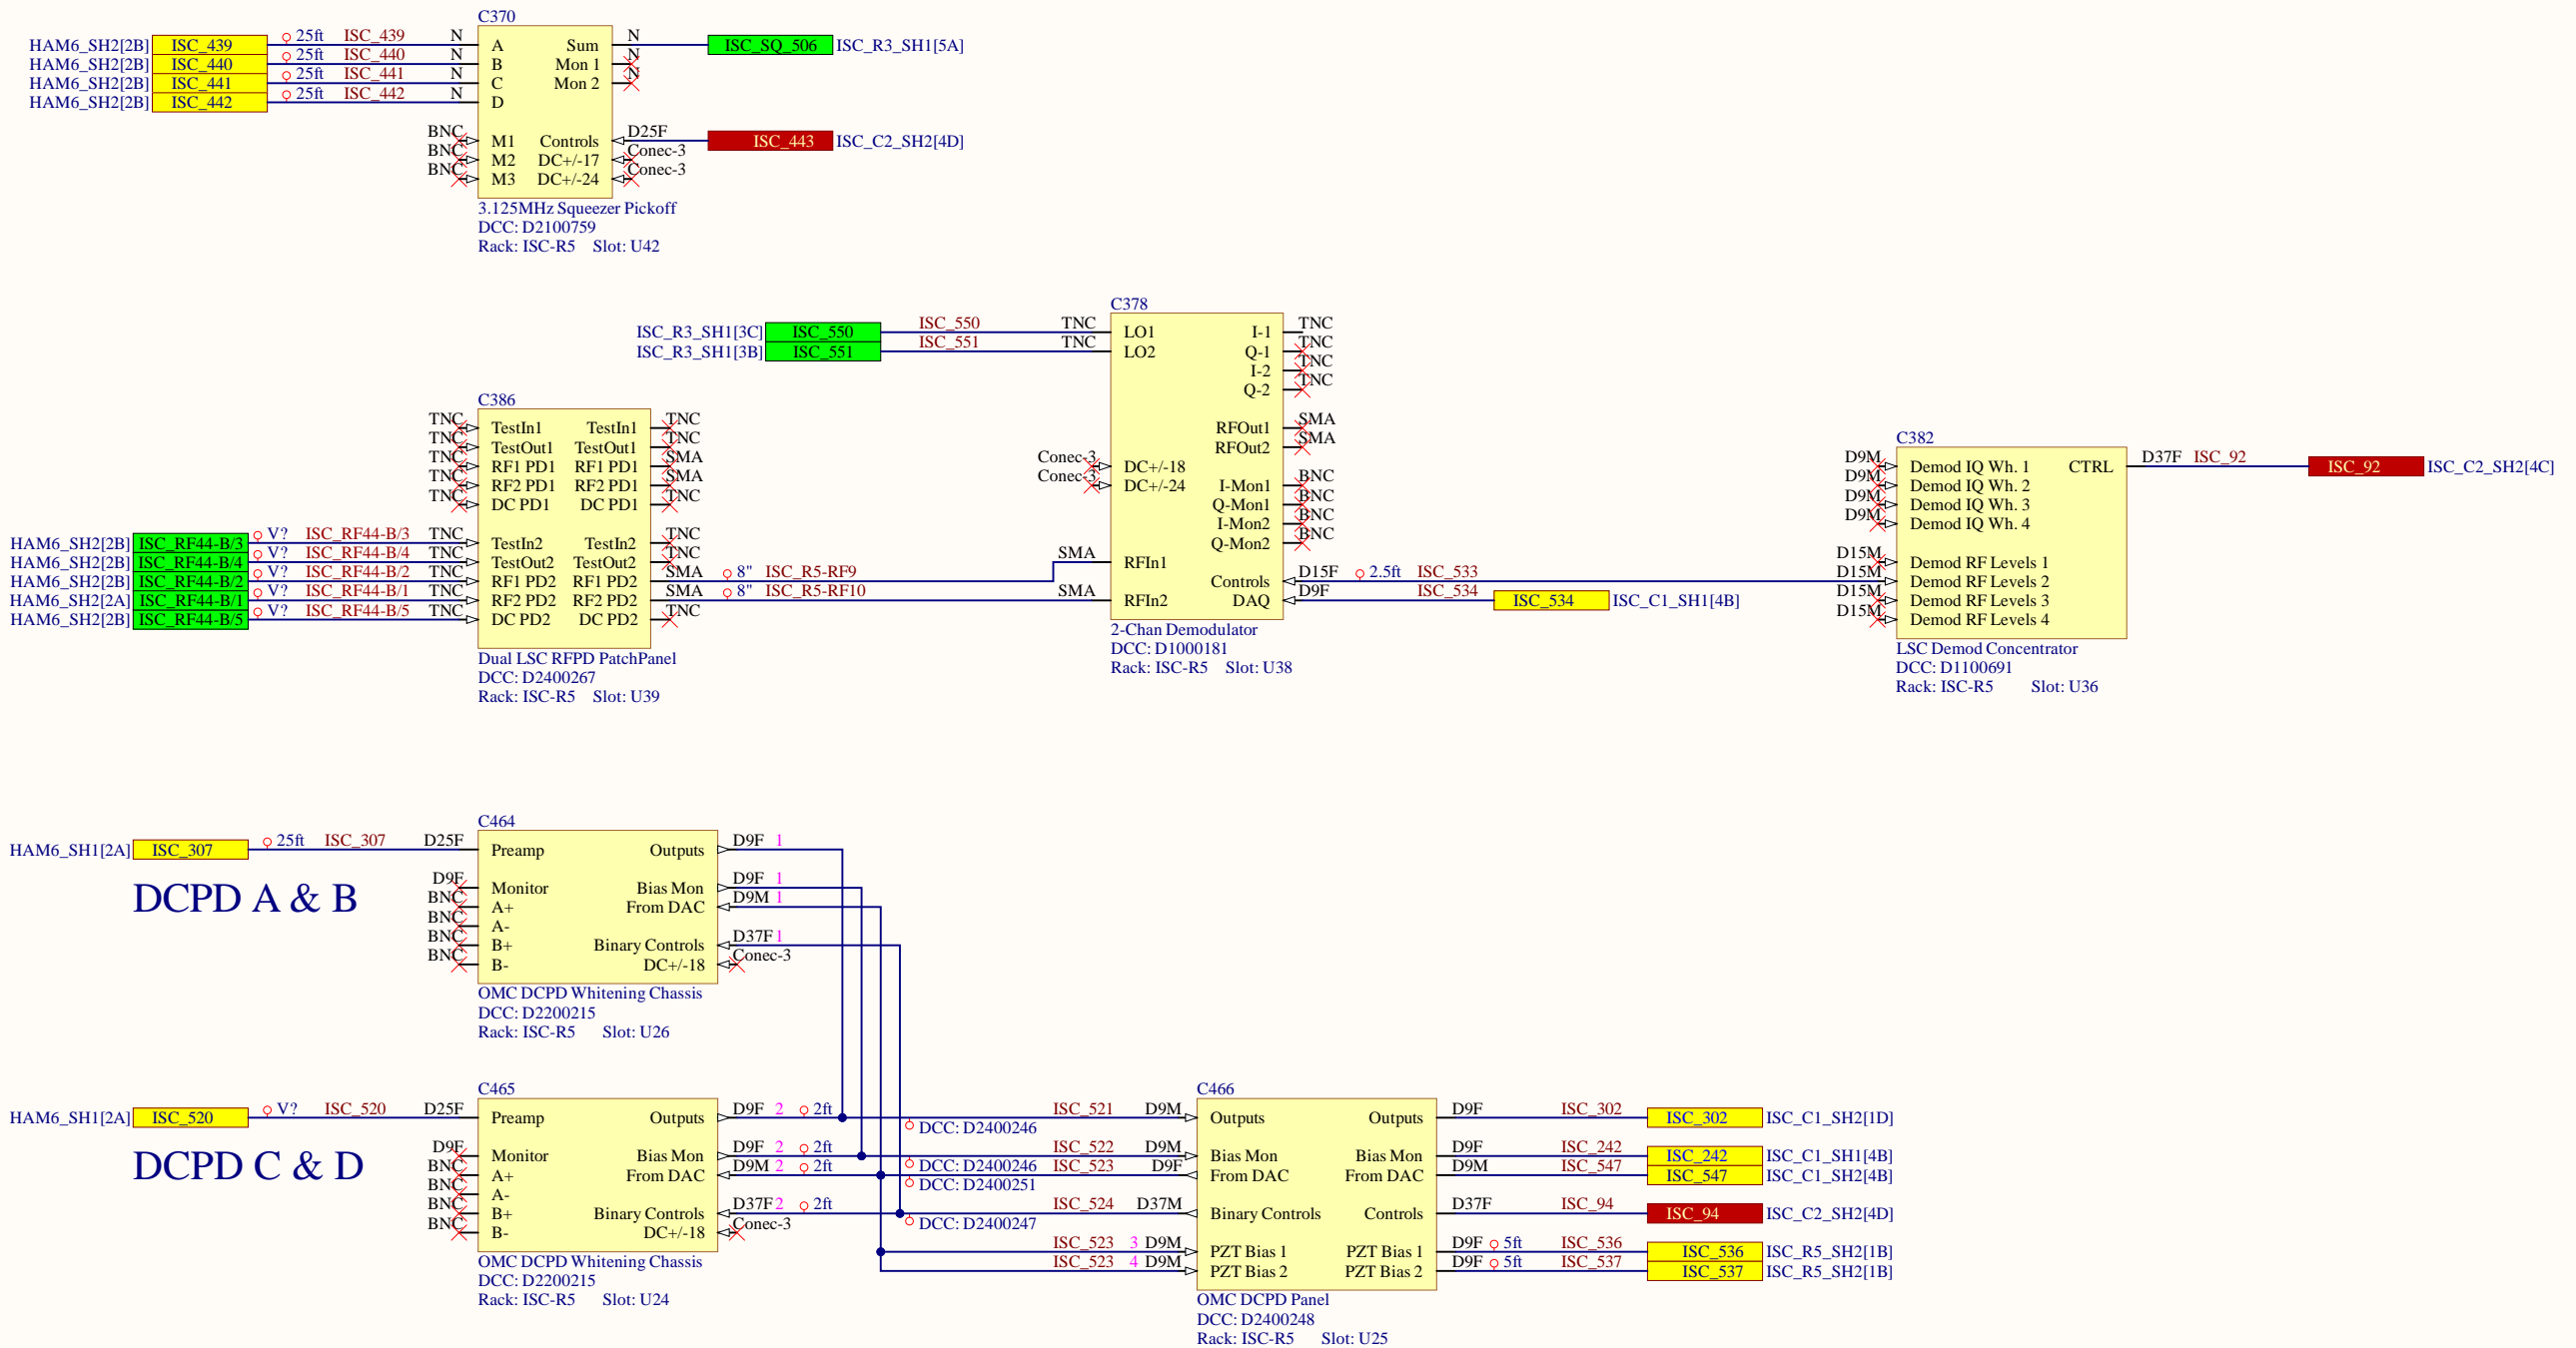 C370
HAM6_SH2[2B] ISC_439 25ft ISC_439 N A Sum N ISC_SQ_506 ISC_R3_SH1[5A]
HAM6_SH2[2B] ISC_440 25ft ISC_440 N B Mon 1 N
HAM6_SH2[2B] ISC_441 25ft ISC_441 N C Mon 2 N
HAM6_SH2[2B] ISC_442 25ft ISC_442 N D
BNC M1 Controls D25F ISC_443 ISC_C2_SH2[4D]
BNC M2 DC+/-17 Conec-3
BNC M3 DC+/-24 Conec-3
3.125MHz Squeezer Pickoff
DCC: D2100759
Rack: ISC-R5 Slot: U42
C378
ISC_R3_SH1[3C] ISC_550 ISC_550 TNC LO1 I-1 TNC
ISC_R3_SH1[3B] ISC_551 ISC_551 TNC LO2 Q-1 TNC
I-2 TNC
Q-2 TNC
RFOut1 SMA
RFOut2 SMA
Conec-3 DC+/-18
Conec-3 DC+/-24 I-Mon1 BNC
Q-Mon1 BNC
I-Mon2 BNC
Q-Mon2 BNC
SMA RFIn1
Controls D15F 2.5ft ISC_533
SMA RFIn2 DAQ D9F ISC_534 ISC_534 ISC_C1_SH1[4B]
2-Chan Demodulator
DCC: D1000181
Rack: ISC-R5 Slot: U38
C386
TNC TestIn1 TestIn1 TNC
TNC TestOut1 TestOut1 TNC
TNC RF1 PD1 RF1 PD1 SMA
TNC RF2 PD1 RF2 PD1 SMA
TNC DC PD1 DC PD1 TNC
HAM6_SH2[2B] ISC_RF44-B/3 V? ISC_RF44-B/3 TNC TestIn2 TestIn2 TNC
HAM6_SH2[2B] ISC_RF44-B/4 V? ISC_RF44-B/4 TNC TestOut2 TestOut2 TNC
HAM6_SH2[2B] ISC_RF44-B/2 V? ISC_RF44-B/2 TNC RF1 PD2 RF1 PD2 SMA 8" ISC_R5-RF9
HAM6_SH2[2A] ISC_RF44-B/1 V? ISC_RF44-B/1 TNC RF2 PD2 RF2 PD2 SMA 8" ISC_R5-RF10
HAM6_SH2[2B] ISC_RF44-B/5 V? ISC_RF44-B/5 TNC DC PD2 DC PD2 TNC
Dual LSC RFPD PatchPanel
DCC: D2400267
Rack: ISC-R5 Slot: U39
C382
D9M Demod IQ Wh. 1 CTRL D37F ISC_92 ISC_92 ISC_C2_SH2[4C]
D9M Demod IQ Wh. 2
D9M Demod IQ Wh. 3
D9M Demod IQ Wh. 4
D15M Demod RF Levels 1
D15M Demod RF Levels 2
D15M Demod RF Levels 3
D15M Demod RF Levels 4
LSC Demod Concentrator
DCC: D1100691
Rack: ISC-R5 Slot: U36
C464
HAM6_SH1[2A] ISC_307 25ft ISC_307 D25F Preamp Outputs D9F 1
DCPD A & B
D9F Monitor Bias Mon D9F 1
BNC A+ From DAC D9M 1
BNC A-
BNC B+ Binary Controls D37F 1
BNC B- DC+/-18 Conec-3
OMC DCPD Whitening Chassis
DCC: D2200215
Rack: ISC-R5 Slot: U26
C465
HAM6_SH1[2A] ISC_520 V? ISC_520 D25F Preamp Outputs D9F 2 2ft
DCPD C & D
D9F Monitor Bias Mon D9F 2 2ft
BNC A+ From DAC D9M 2 2ft
BNC A-
BNC B+ Binary Controls D37F 2 2ft
BNC B- DC+/-18 Conec-3
OMC DCPD Whitening Chassis
DCC: D2200215
Rack: ISC-R5 Slot: U24
C466
ISC_521 D9M Outputs Outputs D9F ISC_302 ISC_302 ISC_C1_SH2[1D]
DCC: D2400246
ISC_522 D9M Bias Mon Bias Mon D9F ISC_242 ISC_242 ISC_C1_SH1[4B]
DCC: D2400246
ISC_523 D9F From DAC From DAC D9M ISC_547 ISC_547 ISC_C1_SH2[4B]
DCC: D2400251
ISC_524 D37M Binary Controls Controls D37F ISC_94 ISC_94 ISC_C2_SH2[4D]
DCC: D2400247
ISC_523 3 D9M PZT Bias 1 PZT Bias 1 D9F 5ft ISC_536 ISC_536 ISC_R5_SH2[1B]
ISC_523 4 D9M PZT Bias 2 PZT Bias 2 D9F 5ft ISC_537 ISC_537 ISC_R5_SH2[1B]
OMC DCPD Panel
DCC: D2400248
Rack: ISC-R5 Slot: U25